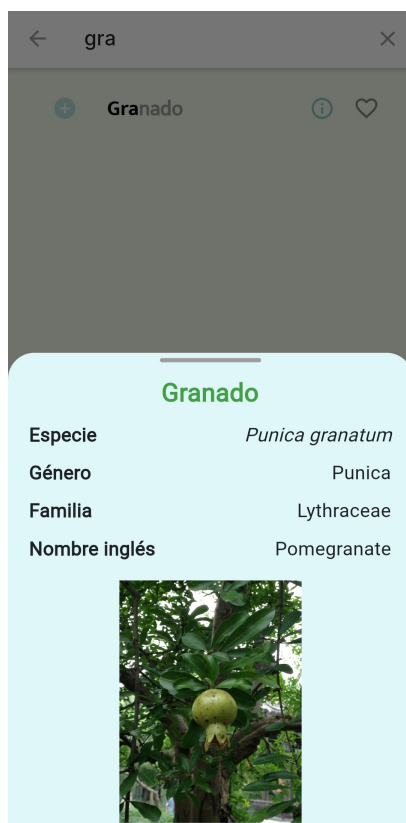 gra
Granado
Granado
Especie Punica granatum
Género Punica
Familia Lythraceae
Nombre inglés Pomegranate